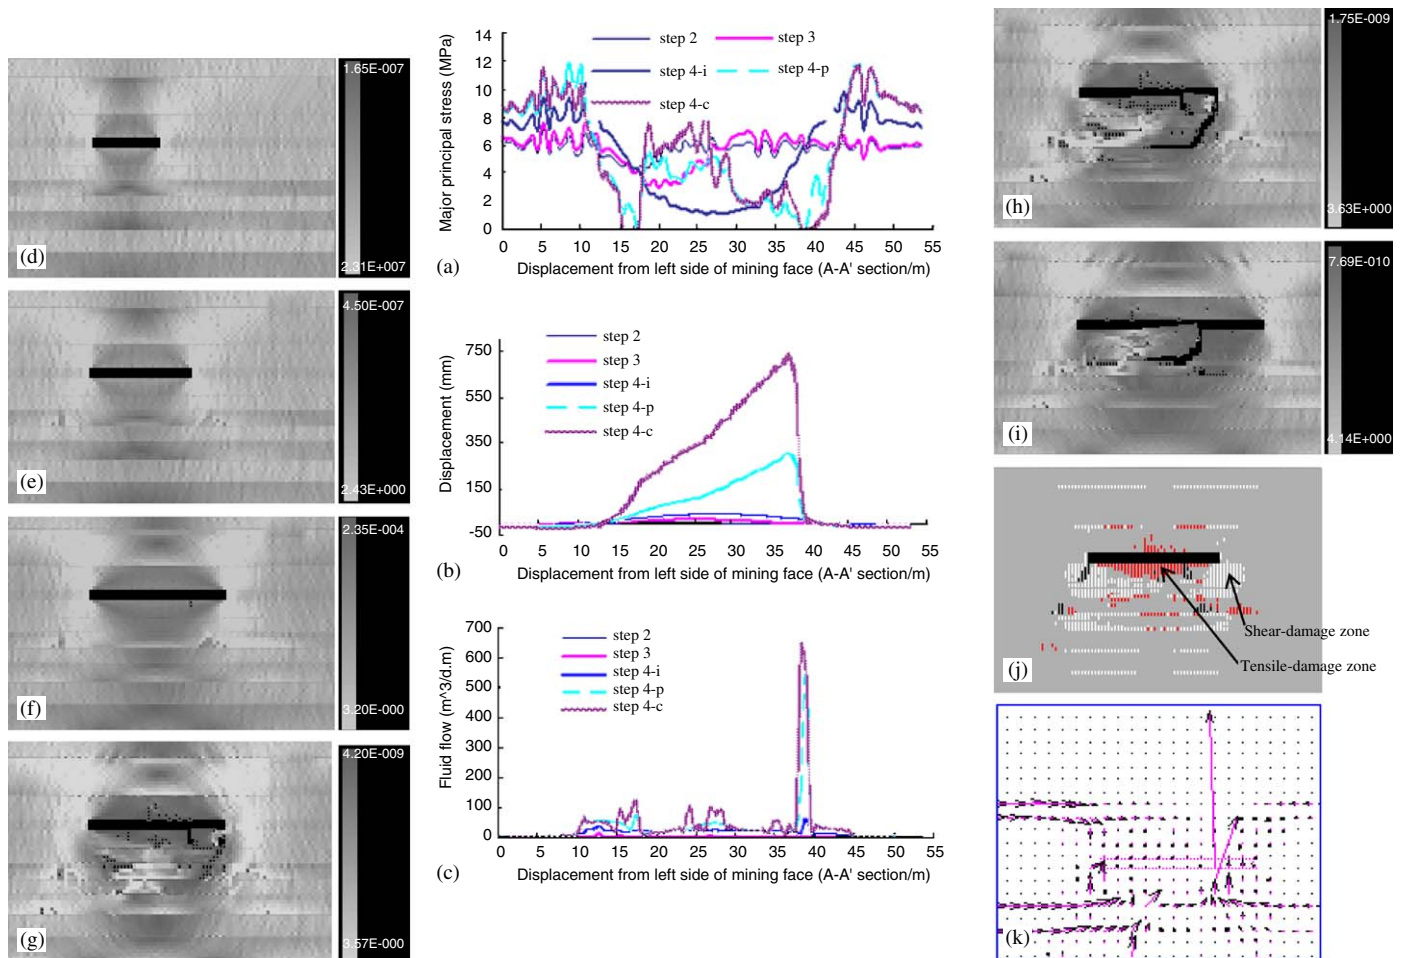 1.65E-007
2.31E+007
(d)
4.50E-007
2.43E+000
(e)
2.35E-004
3.20E-000
(f)
4.20E-009
3.57E-000
(g)
14
12
10
8
6
4
2
0
Major principal stress (MPa)
step 2
step 3
step 4-i
step 4-p
step 4-c
0 5 10 15 20 25 30 35 40 45 50 55
(a)
Displacement from left side of mining face (A-A' section/m)
750
550
350
150
-50
Displacement (mm)
step 2
step 3
step 4-i
step 4-p
step 4-c
0 5 10 15 20 25 30 35 40 45 50 55
(b)
Displacement from left side of mining face (A-A' section/m)
700
600
500
400
300
200
100
0
Fluid flow (m^3/d.m)
step 2
step 3
step 4-i
step 4-p
step 4-c
0 5 10 15 20 25 30 35 40 45 50 55
(c)
Displacement from left side of mining face (A-A' section/m)
1.75E-009
3.63E+000
(h)
7.69E-010
4.14E+000
(i)
Shear-damage zone
Tensile-damage zone
(j)
(k)